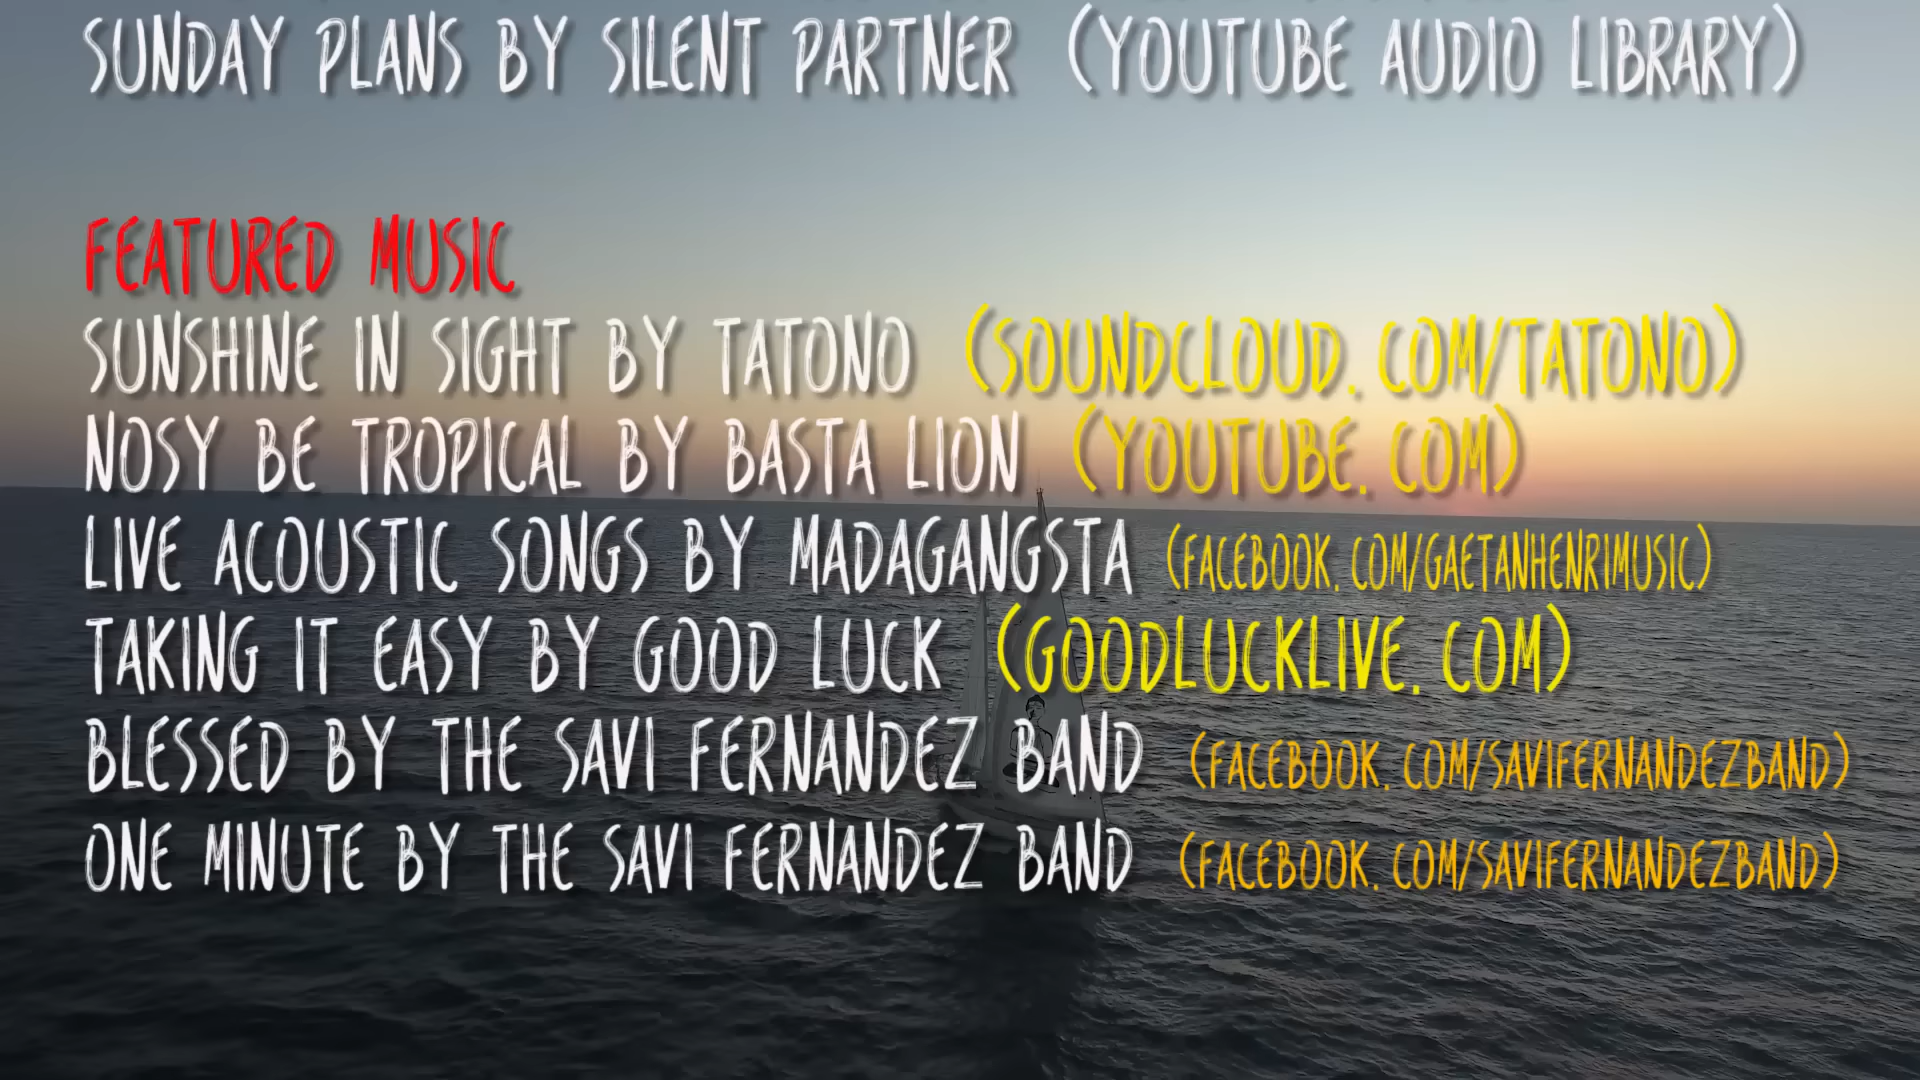 SUNDAY PLANS BY SILENT PARTNER (YOUTUBE AUDIO LIBRARY)
FEATURED MUSIC
SUNSHINE IN SIGHT BY TATONO (SOUNDCLOUD.COM/TATONO)
NOSY BE TROPICAL BY BASTA LION (YOUTUBE.COM)
LIVE ACOUSTIC SONGS BY MADAGANGSTA (FACEBOOK.COM/GAETANHENRIMUSIC)
TAKING IT EASY BY GOOD LUCK (GOODLUCKLIVE.COM)
BLESSED BY THE SAVI FERNANDEZ BAND (FACEBOOK.COM/SAVIFERNANDEZBAND)
ONE MINUTE BY THE SAVI FERNANDEZ BAND (FACEBOOK.COM/SAVIFERNANDEZBAND)